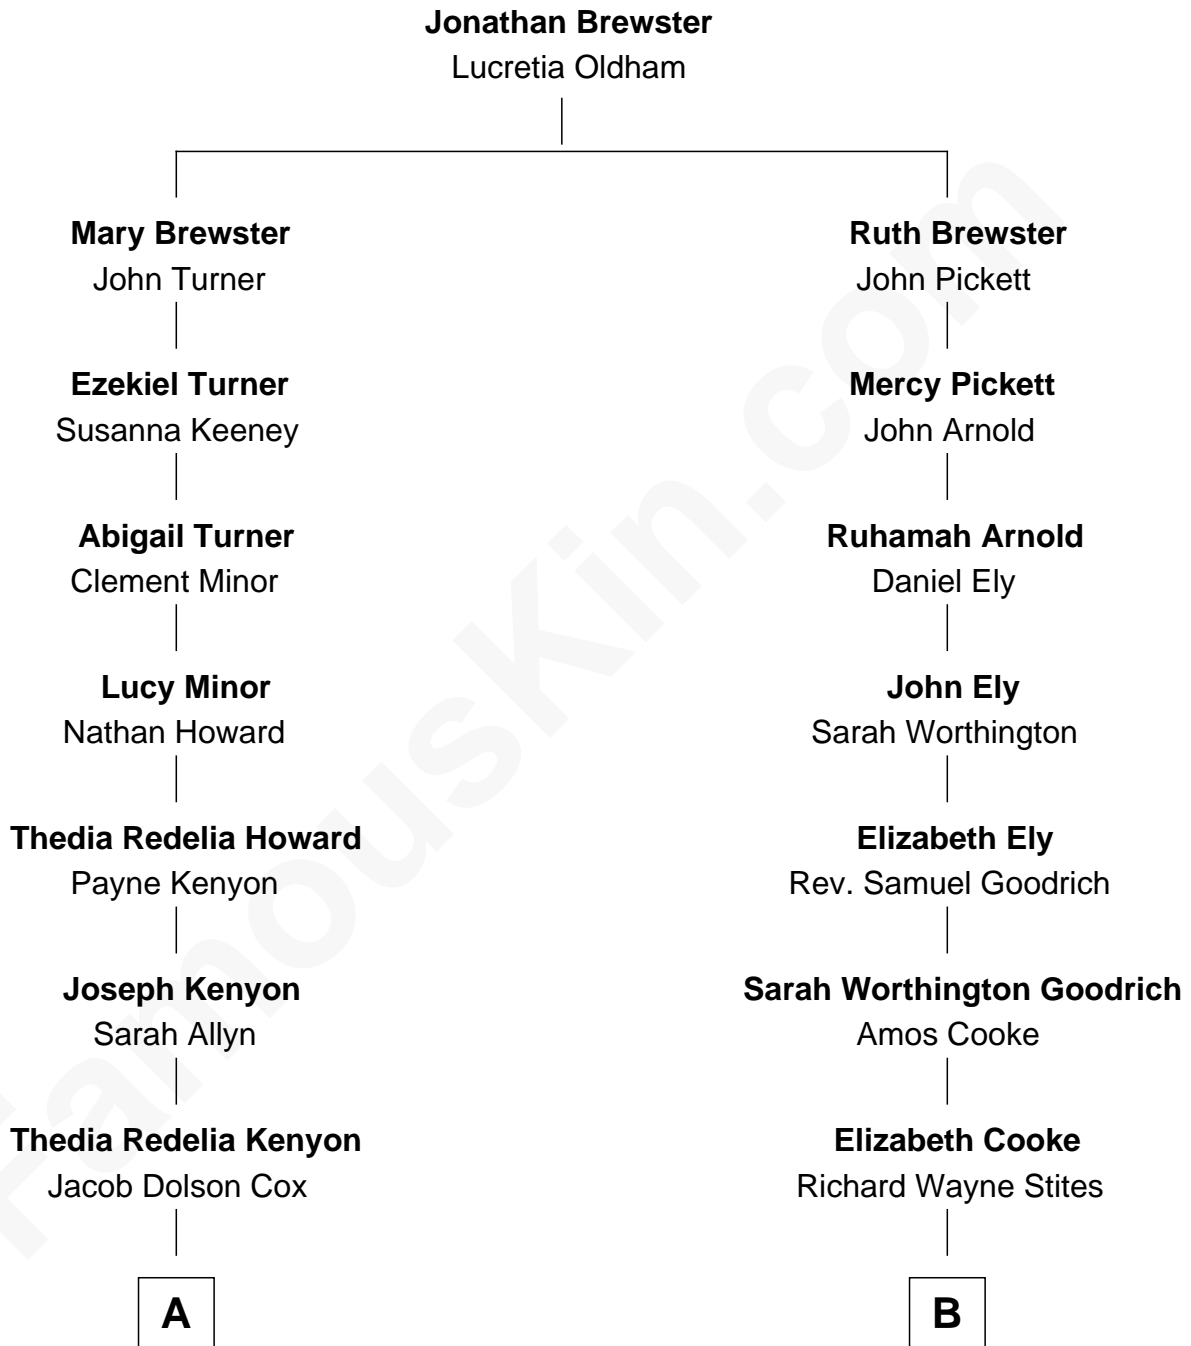 Jonathan Brewster
Lucretia Oldham
Mary Brewster
John Turner
Ruth Brewster
John Pickett
Ezekiel Turner
Susanna Keeney
Mercy Pickett
John Arnold
Abigail Turner
Clement Minor
Ruhamah Arnold
Daniel Ely
Lucy Minor
Nathan Howard
John Ely
Sarah Worthington
Thedia Redelia Howard
Payne Kenyon
Elizabeth Ely
Rev. Samuel Goodrich
Joseph Kenyon
Sarah Allyn
Sarah Worthington Goodrich
Amos Cooke
Thedia Redelia Kenyon
Jacob Dolson Cox
Elizabeth Cooke
Richard Wayne Stites
A
B
FamousKin.com